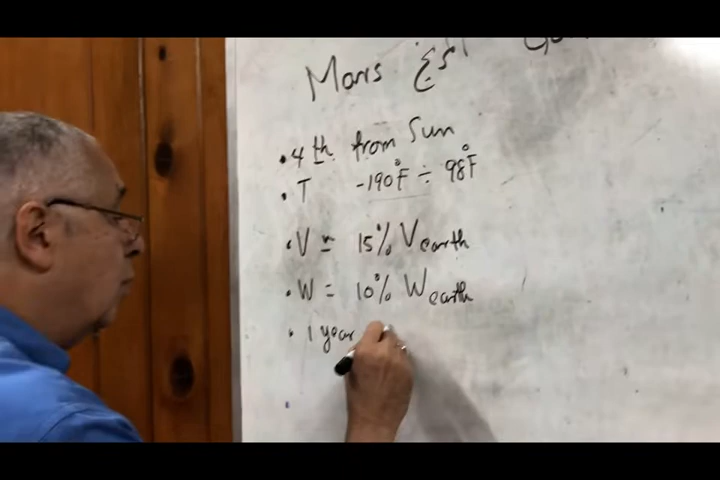 Mars
• 4th from Sun
• T -190°F ÷ 98°F
• V ≃ 15% V earth
• W = 10% W earth
• 1 year